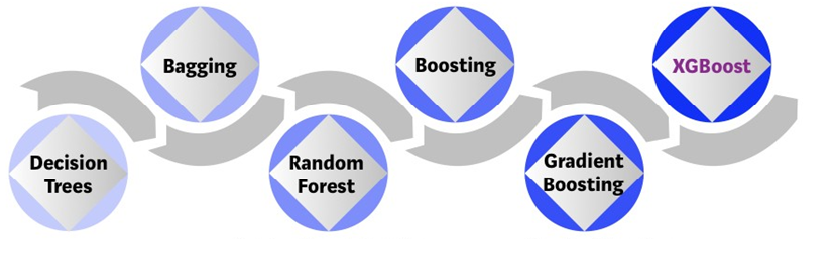 Decision
Trees
Bagging
Random
Forest
Boosting
Gradient
Boosting
XGBoost